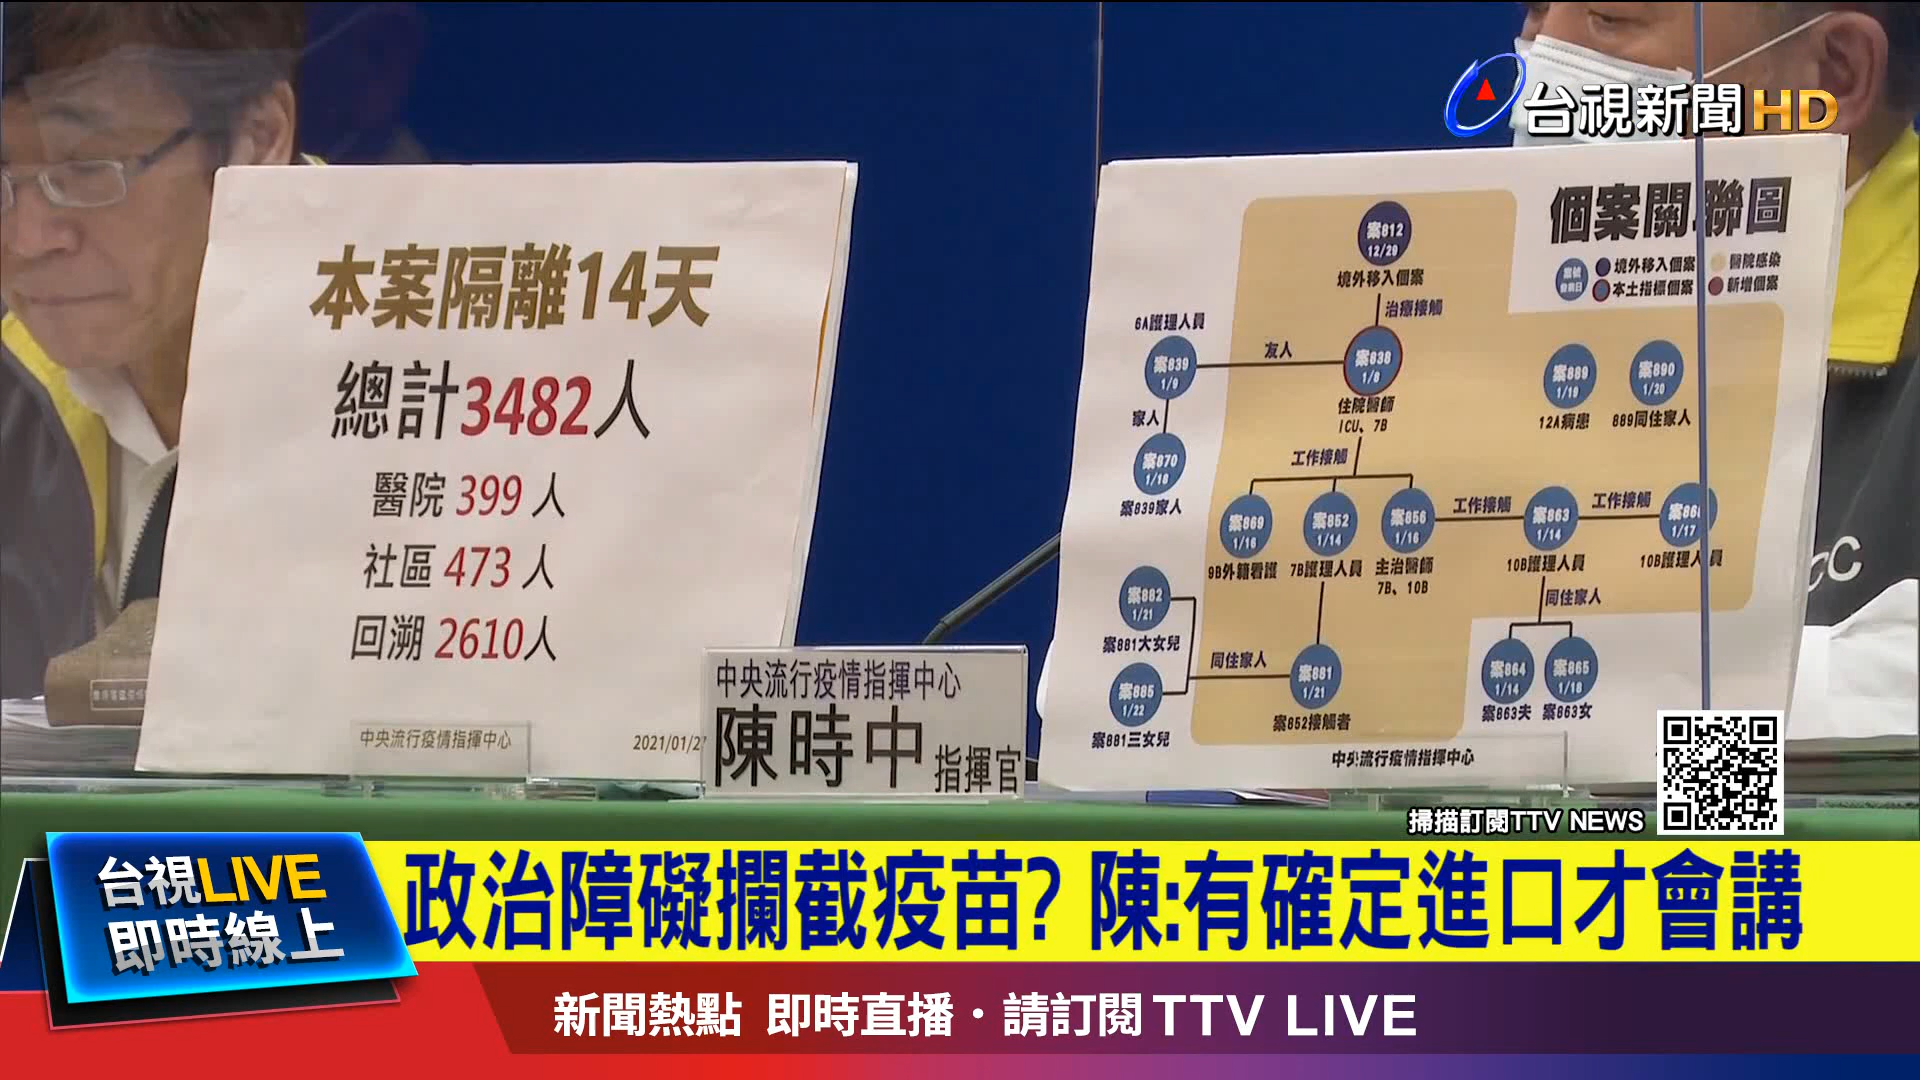 台視新聞HD
本案隔離14天
總計3482人
醫院 399 人
社區 473 人
回溯 2610人
中央流行疫情指揮中心
2021/01/2
中央流行疫情指揮中心
陳時中 指揮官
個案關聯圖
案號
發病日
境外移入個案
醫院感染
本土指標個案
新增個案
案812
12/29
境外移入個案
治療接觸
6A護理人員
案839
1/9
友人
案838
1/8
住院醫師
ICU、7B
家人
案870
1/18
案839家人
案889
1/19
12A病患
案890
1/20
889同住家人
工作接觸
案869
1/16
9B外籍看護
案852
1/14
7B護理人員
案856
1/16
主治醫師
7B、10B
工作接觸
案863
1/14
10B護理人員
工作接觸
1/17
10B護理人員
同住家人
案864
1/14
案863夫
案865
1/18
案863女
案882
1/21
案881大女兒
同住家人
案881
1/21
案852接觸者
案885
1/22
案881三女兒
中央流行疫情指揮中心
掃描訂閱TTV NEWS
台視LIVE
即時線上
政治障礙攔截疫苗? 陳:有確定進口才會講
新聞熱點 即時直播・請訂閱TTV LIVE